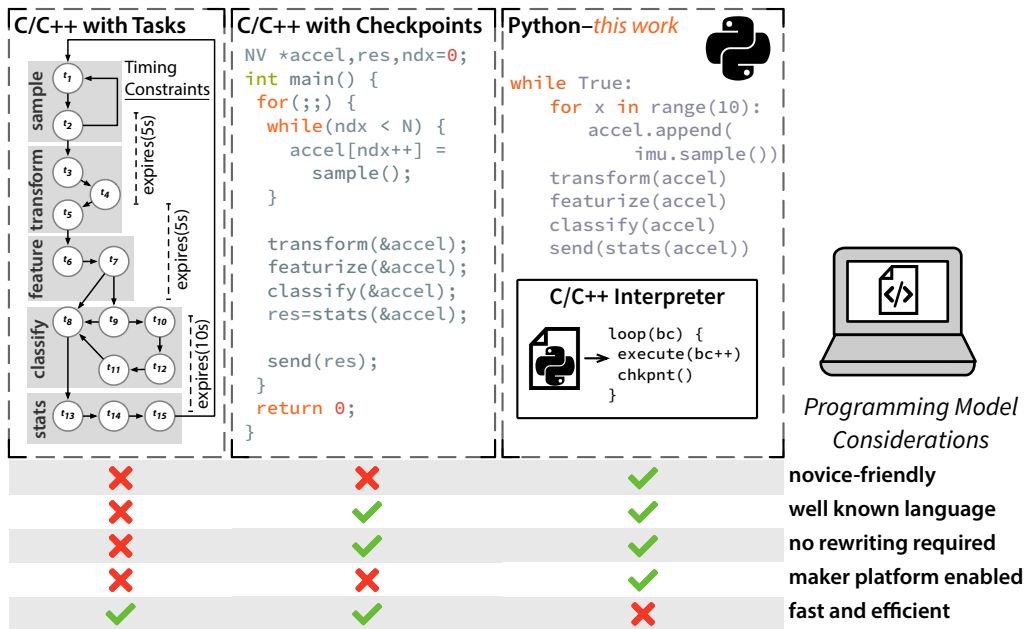 C/C++ with Tasks
Timing
Constraints
sample
t1
t2
expires(5s)
transform
t3
t4
t5
expires(5s)
feature
t6
t7
classify
t8
t9
t10
t11
t12
expires(10s)
stats
t13
t14
t15
C/C++ with Checkpoints
NV *accel,res,ndx=0;
int main() {
for(;;) {
while(ndx < N) {
accel[ndx++] =
sample();
}
transform(&accel);
featurize(&accel);
classify(&accel);
res=stats(&accel);
send(res);
}
return 0;
}
Python–this work
while True:
for x in range(10):
accel.append(
imu.sample())
transform(accel)
featurize(accel)
classify(accel)
send(stats(accel))
C/C++ Interpreter
loop(bc) {
execute(bc++)
chkpnt()
}
</>
Programming Model
Considerations
novice-friendly
well known language
no rewriting required
maker platform enabled
fast and efficient